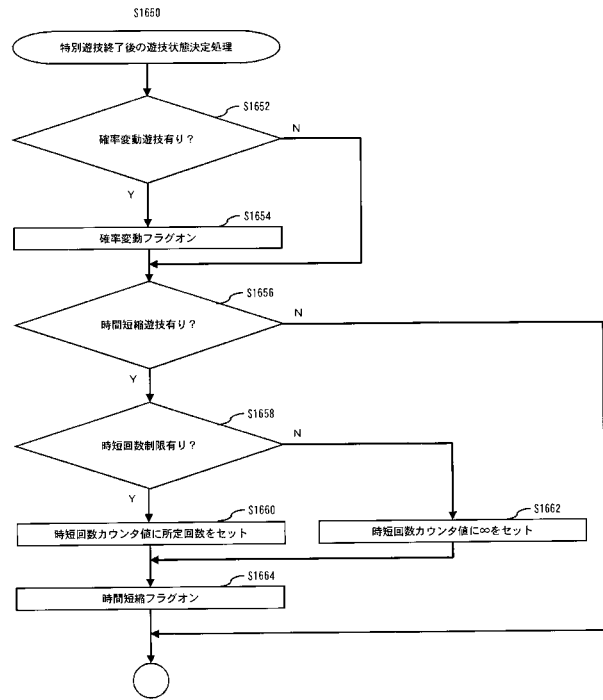 S1650
特別遊技終了後の遊技状態決定処理
S1652
確率変動遊技有り?
N
Y
S1654
確率変動フラグオン
S1656
時間短縮遊技有り?
N
Y
S1658
時短回数制限有り?
N
Y
S1660
時短回数カウンタ値に所定回数をセット
S1662
時短回数カウンタ値に∞をセット
S1664
時間短縮フラグオン